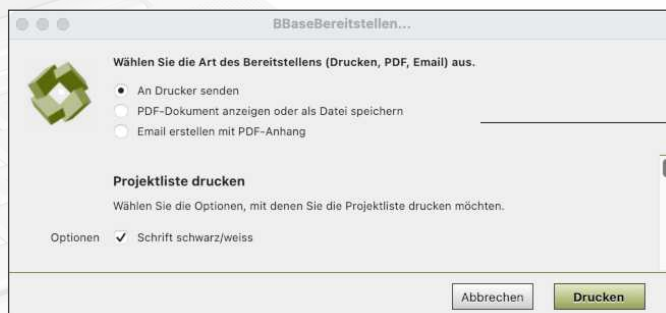 BBaseBereitstellen...
Wählen Sie die Art des Bereitstellens (Drucken, PDF, Email) aus.
An Drucker senden
PDF-Dokument anzeigen oder als Datei speichern
Email erstellen mit PDF-Anhang
Projektliste drucken
Wählen Sie die Optionen, mit denen Sie die Projektliste drucken möchten.
Optionen Schrift schwarz/weiss
Abbrechen Drucken